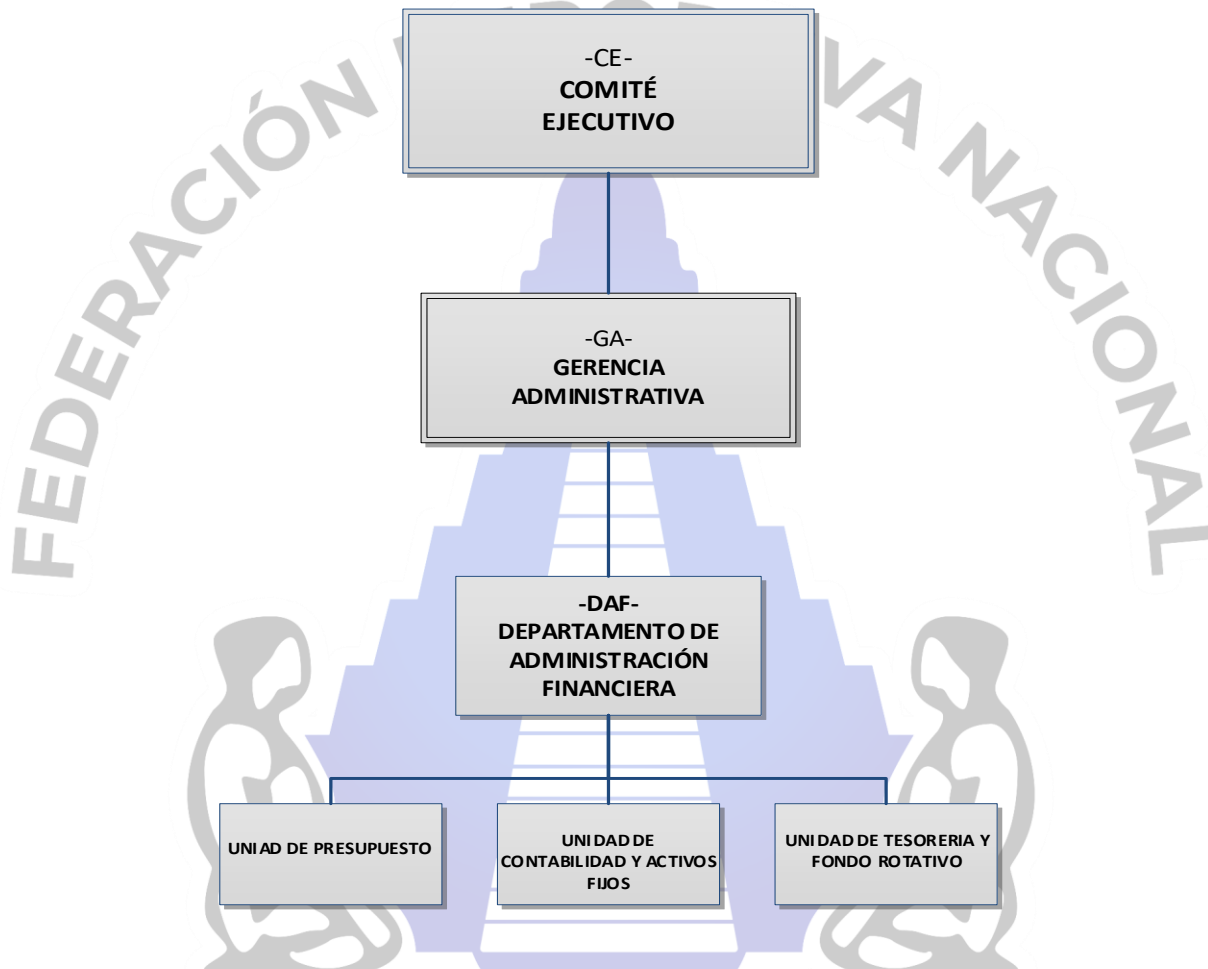 FEDERACIÓN DEPORTIVA NACIONAL
-CE-
COMITÉ
EJECUTIVO
-GA-
GERENCIA
ADMINISTRATIVA
-DAF-
DEPARTAMENTO DE
ADMINISTRACIÓN
FINANCIERA
UNIAD DE PRESUPUESTO
UNIDAD DE
CONTABILIDAD Y ACTIVOS
FIJOS
UNIDAD DE TESORERIA Y
FONDO ROTATIVO